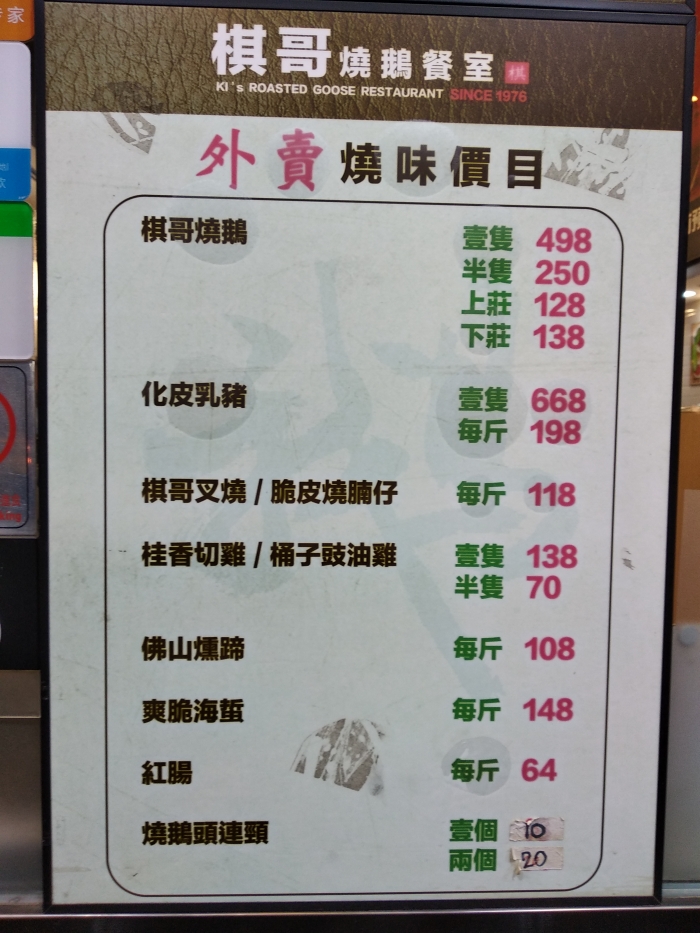 棋哥燒鵝餐室 棋
KI's ROASTED GOOSE RESTAURANT SINCE 1976
外賣燒味價目
棋哥燒鵝 壹隻 498
半隻 250
上莊 128
下莊 138
化皮乳豬 壹隻 668
每斤 198
棋哥叉燒 / 脆皮燒腩仔 每斤 118
桂香切雞 / 桶子豉油雞 壹隻 138
半隻 70
佛山燻蹄 每斤 108
爽脆海蜇 每斤 148
紅腸 每斤 64
燒鵝頭連頸 壹個 10
兩個 20